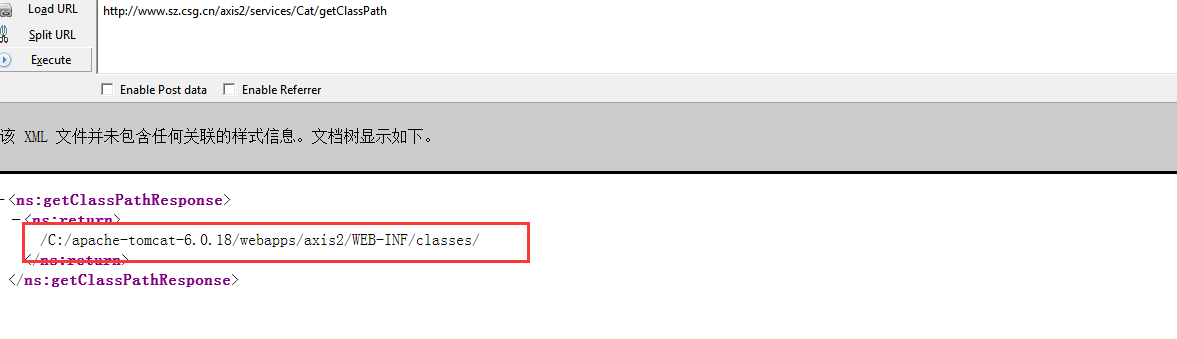 Load URL
http://www.sz.csg.cn/axis2/services/Cat/getClassPath
Split URL
Execute
Enable Post data Enable Referrer
该 XML 文件并未包含任何关联的样式信息。文档树显示如下。
-<ns:getClassPathResponse>
-<ns:return>
/C:/apache-tomcat-6.0.18/webapps/axis2/WEB-INF/classes/
</ns:return>
</ns:getClassPathResponse>